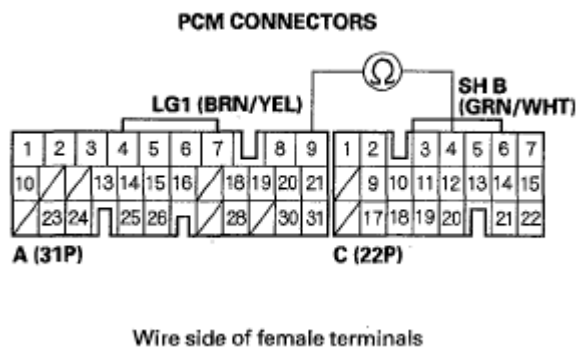 PCM CONNECTORS
Ω
SH B
LG1 (BRN/YEL) (GRN/WHT)
1 2 3 4 5 6 7 8 9 1 2 3 4 5 6 7
10 13 14 15 16 18 19 20 21 9 10 11 12 13 14 15
23 24 25 26 28 30 31 17 18 19 20 21 22
A (31P) C (22P)
Wire side of female terminals